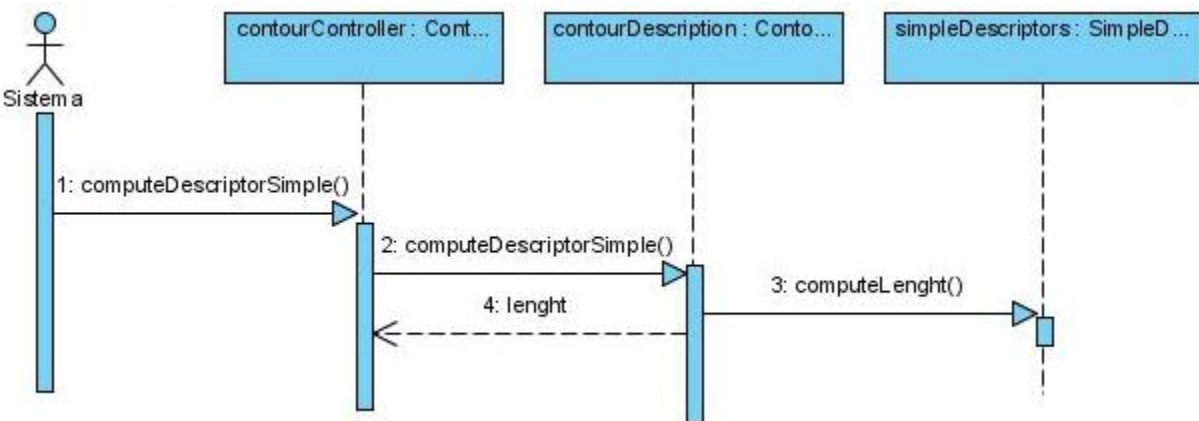 contourController : Cont...
contourDescription : Conto...
simpleDescriptors : SimpleD...
Sistema
1: computeDescriptorSimple()
2: computeDescriptorSimple()
3: computeLenght()
4: lenght